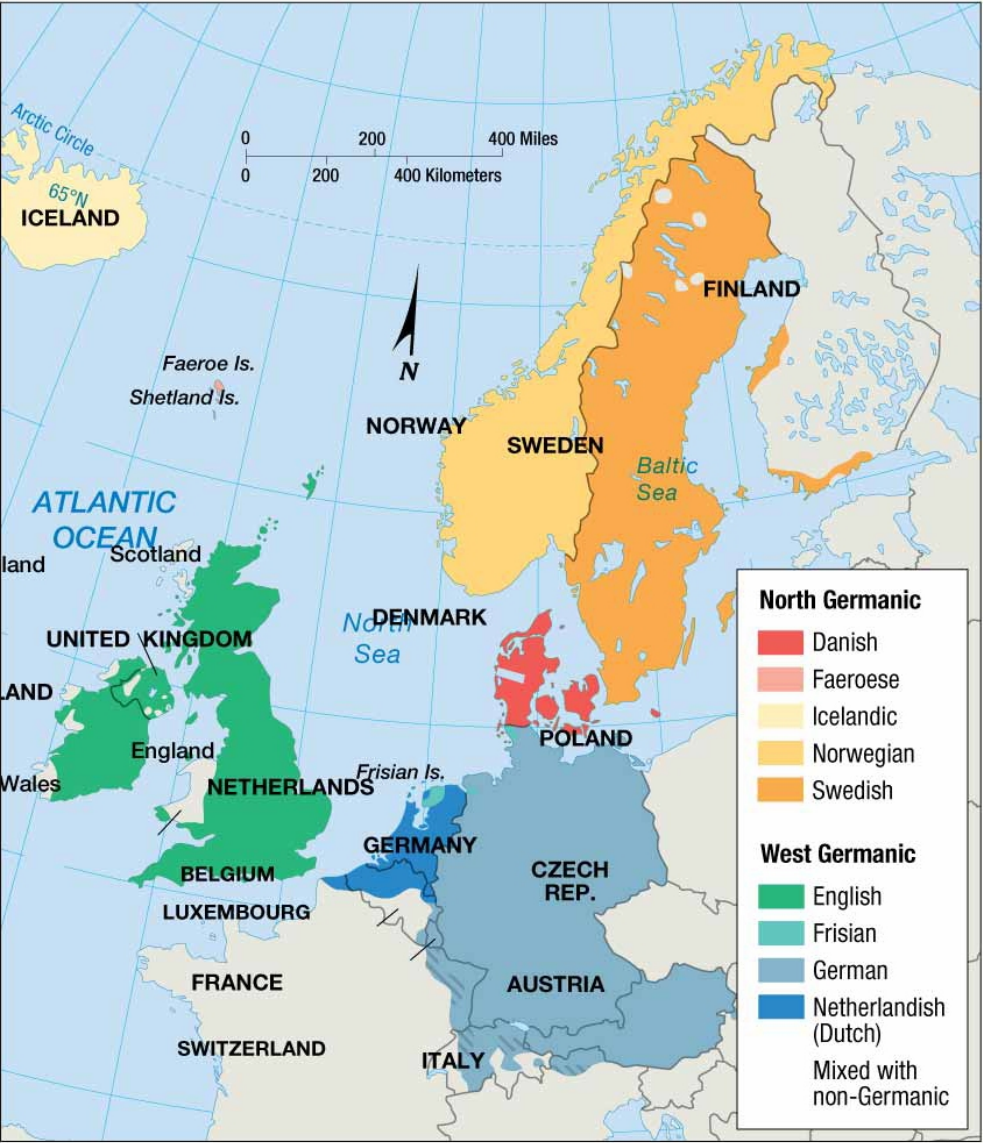 Arctic Circle
0 200 400 Miles
0 200 400 Kilometers
65°N
ICELAND
FINLAND
N
Faeroe Is.
Shetland Is.
NORWAY
SWEDEN
Baltic
Sea
ATLANTIC
OCEAN
Scotland
land
North
Sea
DENMARK
UNITED KINGDOM
LAND
England
POLAND
Wales
NETHERLANDS
Frisian Is.
GERMANY
BELGIUM
CZECH
REP.
LUXEMBOURG
FRANCE
AUSTRIA
SWITZERLAND
ITALY
North Germanic
Danish
Faeroese
Icelandic
Norwegian
Swedish
West Germanic
English
Frisian
German
Netherlandish
(Dutch)
Mixed with
non-Germanic